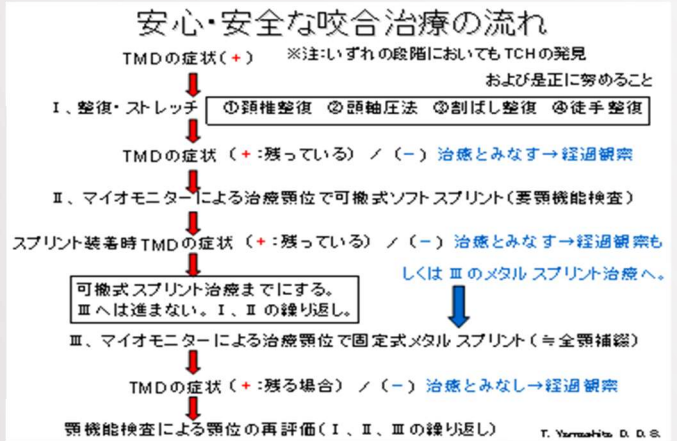 安心・安全な咬合治療の流れ
TMDの症状(+) ※注:いずれの段階においてもTCHの発見
および是正に努めること
Ⅰ、整復・ストレッチ ①頚椎整復 ②頭軸圧法 ③割ばし整復 ④徒手整復
TMDの症状 (+:残っている) / (-) 治癒とみなす→経過観察
Ⅱ、マイオモニターによる治療顎位で可撤式ソフトスプリント(要顎機能検査)
スプリント装着時TMDの症状 (+:残っている) / (-) 治癒とみなす→経過観察も
しくは Ⅲ のメタル スプリント治療へ。
可撤式スプリント治療までにする。
Ⅲへは進まない。Ⅰ、Ⅱ の繰り返し。
Ⅲ、マイオモニターによる治療顎位で固定式メタル スプリント(≒全顎補綴)
TMDの症状 (+:残る場合) / (-) 治癒とみなし→経過観察
顎機能検査による顎位の再評価(Ⅰ、Ⅱ、Ⅲの繰り返し)
T. Yamashita D. D. S.